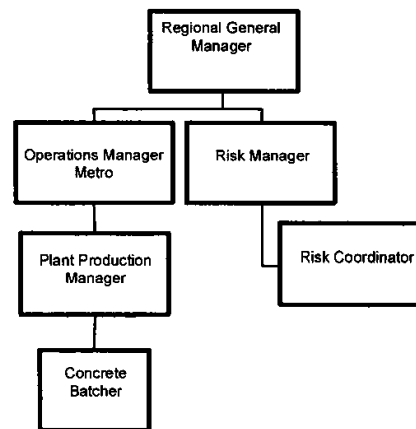 Regional General
Manager
Operations Manager
Metro
Risk Manager
Plant Production
Manager
Risk Coordinator
Concrete
Batcher